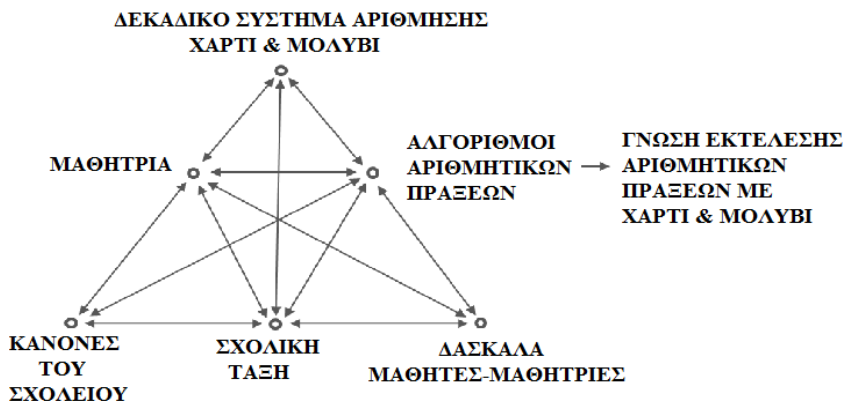 ΔΕΚΑΔΙΚΟ ΣΥΣΤΗΜΑ ΑΡΙΘΜΗΣΗΣ
ΧΑΡΤΙ & ΜΟΛΥΒΙ
ΜΑΘΗΤΡΙΑ
ΑΛΓΟΡΙΘΜΟΙ
ΑΡΙΘΜΗΤΙΚΩΝ
ΠΡΑΞΕΩΝ
ΓΝΩΣΗ ΕΚΤΕΛΕΣΗΣ
ΑΡΙΘΜΗΤΙΚΩΝ
ΠΡΑΞΕΩΝ ΜΕ
ΧΑΡΤΙ & ΜΟΛΥΒΙ
ΚΑΝΟΝΕΣ
ΤΟΥ
ΣΧΟΛΕΙΟΥ
ΣΧΟΛΙΚΗ
ΤΑΞΗ
ΔΑΣΚΑΛΑ
ΜΑΘΗΤΕΣ-ΜΑΘΗΤΡΙΕΣ